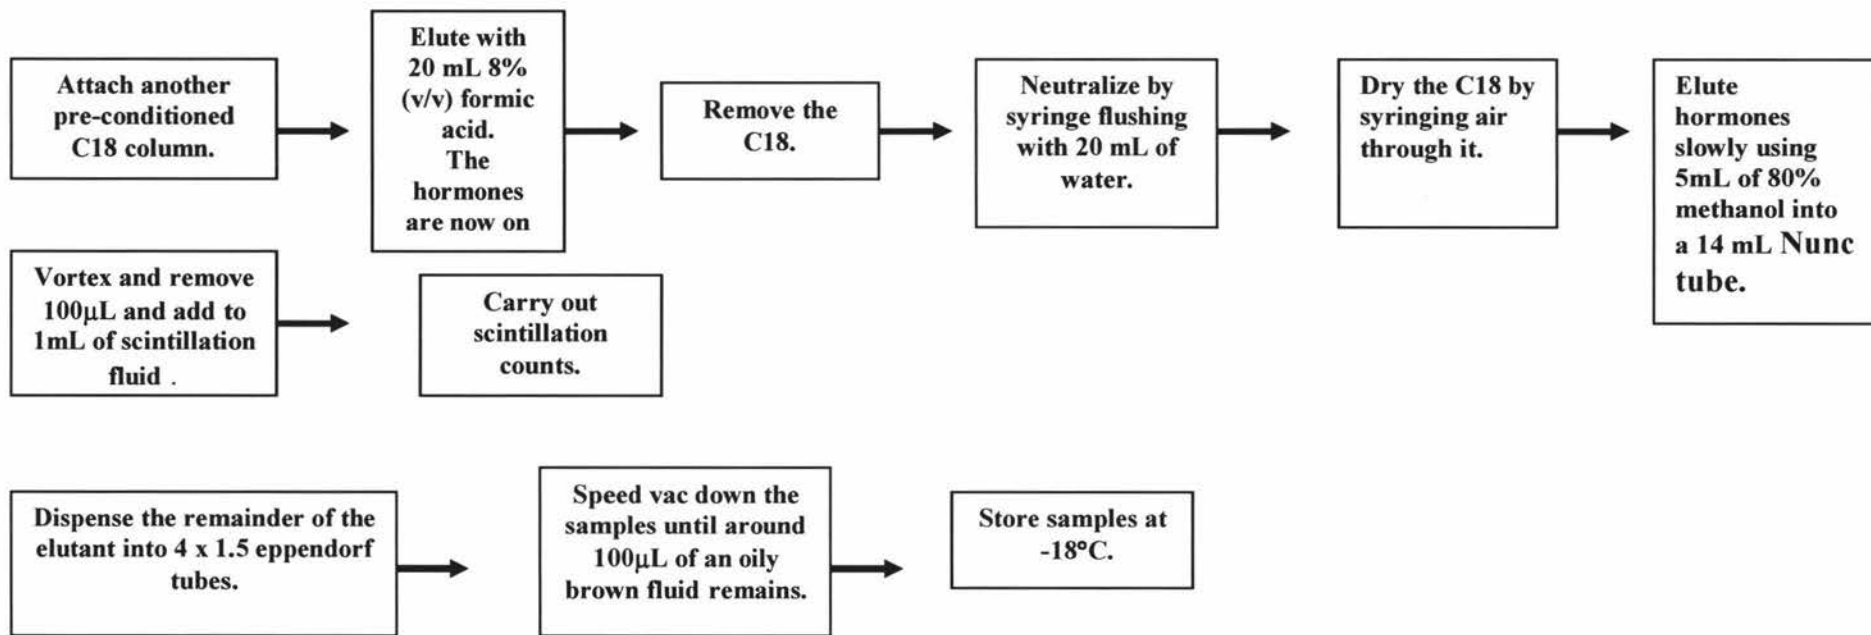 Attach another
pre-conditioned
C18 column.
Elute with
20 mL 8%
(v/v) formic
acid.
The
hormones
are now on
Remove the
C18.
Neutralize by
syringe flushing
with 20 mL of
water.
Dry the C18 by
syringing air
through it.
Elute
hormones
slowly using
5mL of 80%
methanol into
a 14 mL Nunc
tube.
Vortex and remove
100µL and add to
1mL of scintillation
fluid .
Carry out
scintillation
counts.
Dispense the remainder of the
elutant into 4 x 1.5 eppendorf
tubes.
Speed vac down the
samples until around
100µL of an oily
brown fluid remains.
Store samples at
-18°C.